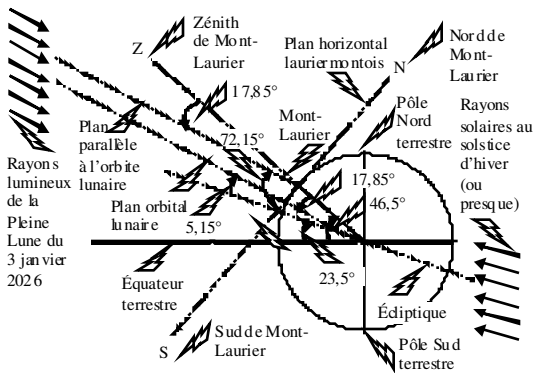 Zénith
de Mont-
Laurier
Z
17,85°
Plan horizontal
lauriermontois
N
Nord de
Mont-
Laurier
Pôle
Nord
terrestre
Rayons
solaires au
solstice
d'hiver
(ou
presque)
Mont-
Laurier
72,15°
Plan
parallèle
à l'orbite
lunaire
Rayons
lumineux
de la
Pleine
Lune du
3 janvier
2026
Plan orbital
lunaire
5,15°
17,85°
46,5°
23,5°
Équateur
terrestre
S
Sud de Mont-
Laurier
Écliptique
Pôle Sud
terrestre